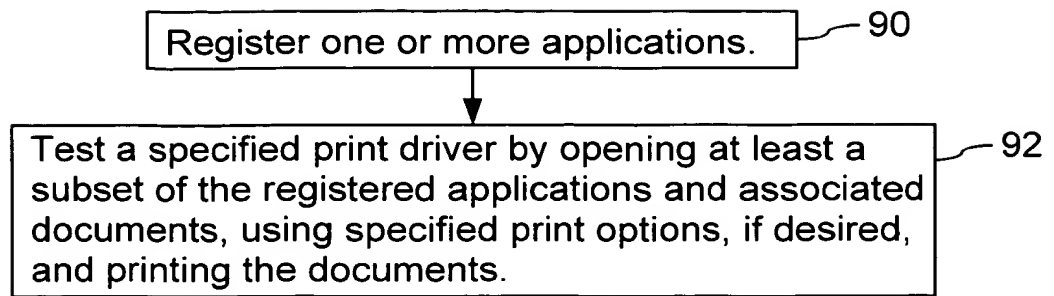 Register one or more applications.
90
Test a specified print driver by opening at least a
subset of the registered applications and associated
documents, using specified print options, if desired,
and printing the documents.
92